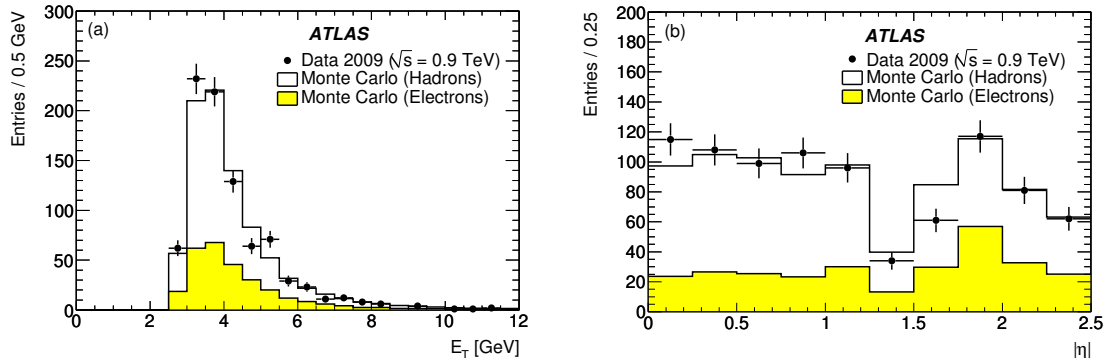 (a)
ATLAS
Data 2009 (√s = 0.9 TeV)
Monte Carlo (Hadrons)
Monte Carlo (Electrons)
Entries / 0.5 GeV
300
250
200
150
100
50
0
0 2 4 6 8 10 12
E_T [GeV]
(b)
ATLAS
Data 2009 (√s = 0.9 TeV)
Monte Carlo (Hadrons)
Monte Carlo (Electrons)
Entries / 0.25
200
180
160
140
120
100
80
60
40
20
0
0 0.5 1 1.5 2 2.5
|η|